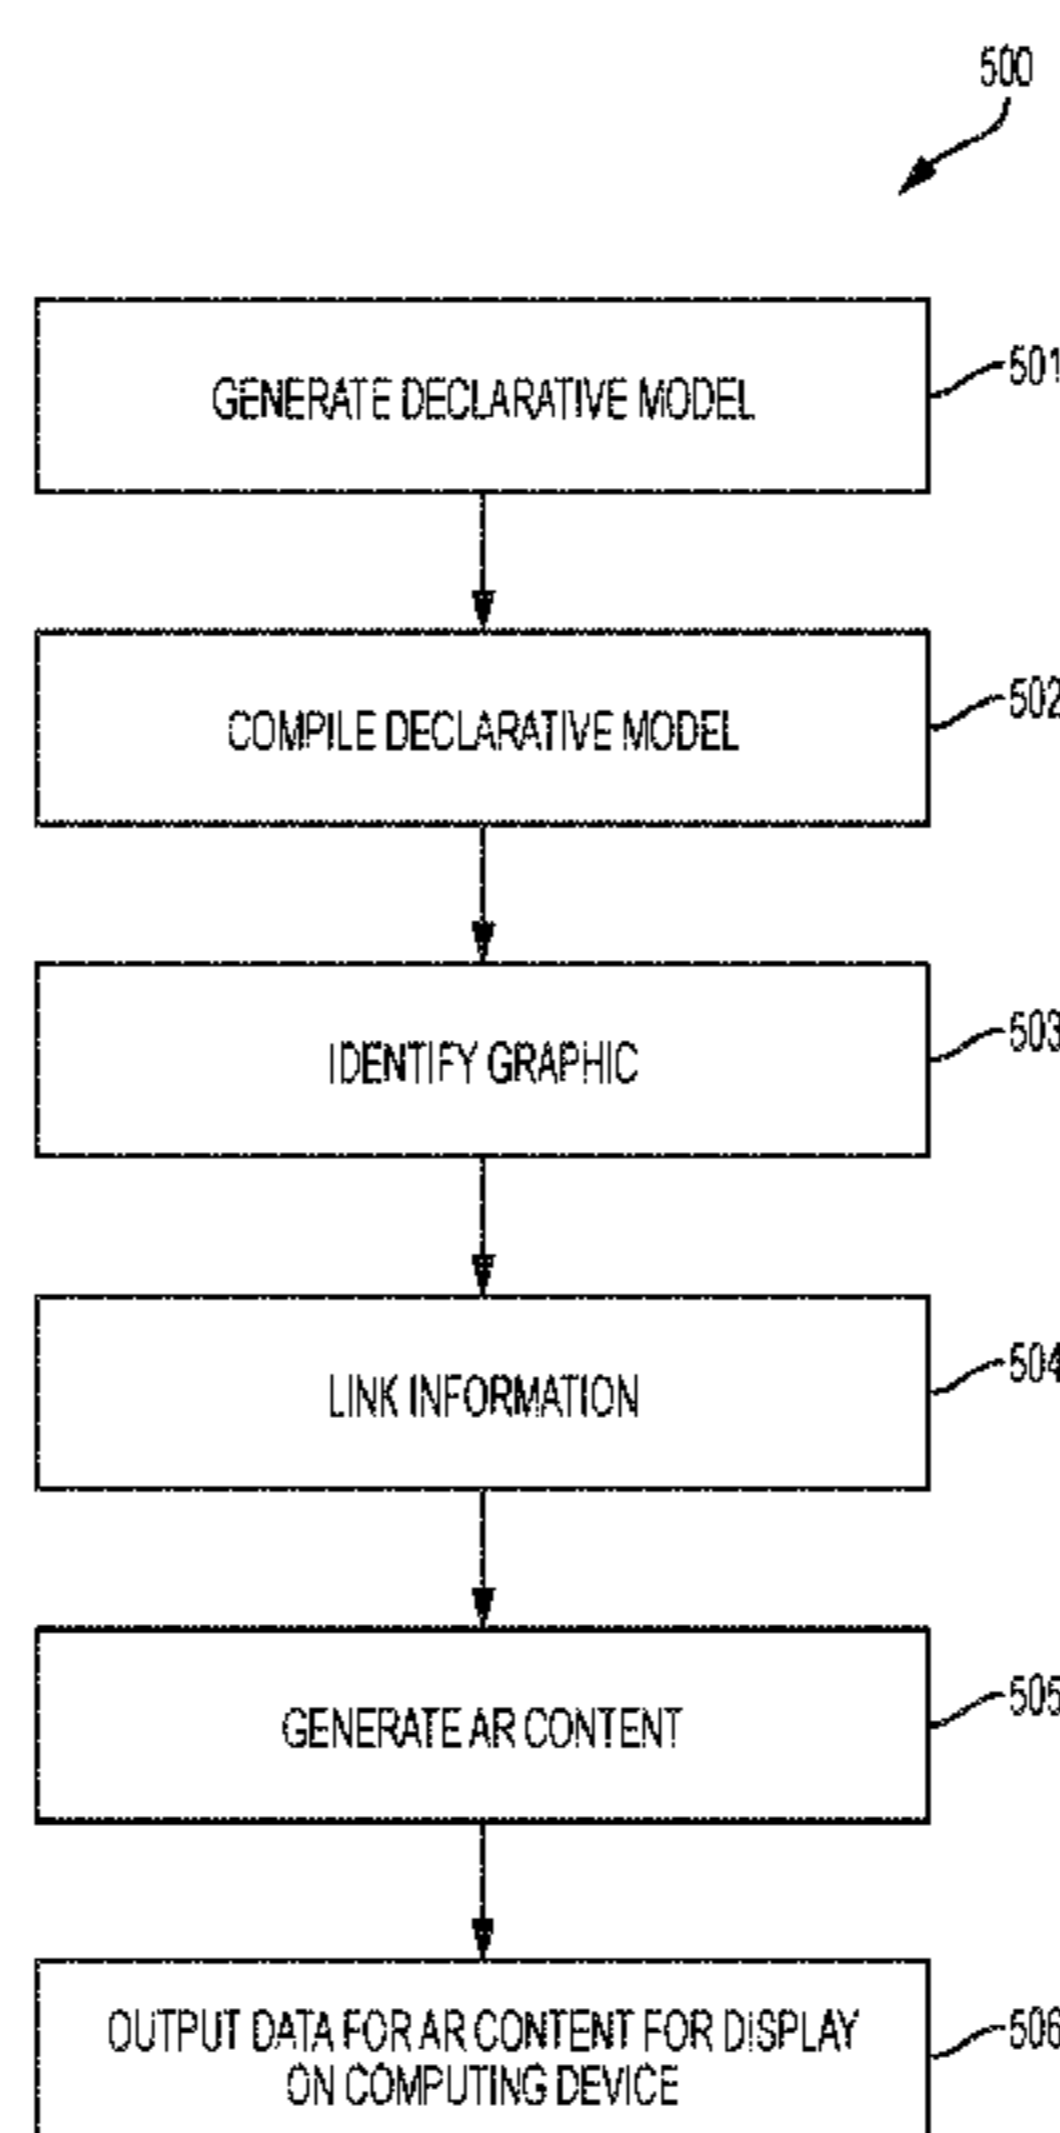 500
GENERATE DECLARATIVE MODEL
501
COMPILE DECLARATIVE MODEL
502
IDENTIFY GRAPHIC
503
LINK INFORMATION
504
GENERATE AR CONTENT
505
OUTPUT DATA FOR AR CONTENT FOR DISPLAY
ON COMPUTING DEVICE
506